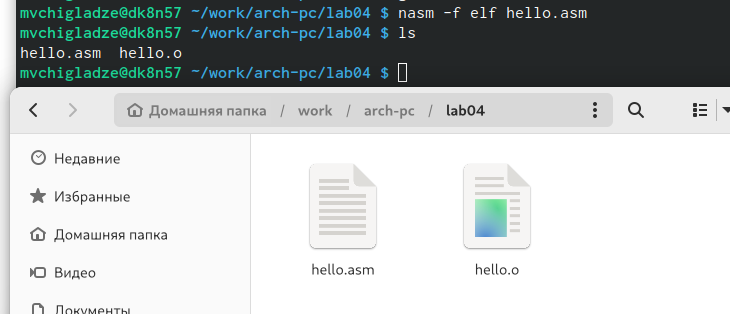 mvchigladze@dk8n57 ~/work/arch-pc/lab04 $ nasm -f elf hello.asm
mvchigladze@dk8n57 ~/work/arch-pc/lab04 $ ls
hello.asm  hello.o
mvchigladze@dk8n57 ~/work/arch-pc/lab04 $
Домашняя папка / work / arch-pc / lab04
Недавние
Избранные
Домашняя папка
Видео
Документы
hello.asm
hello.o